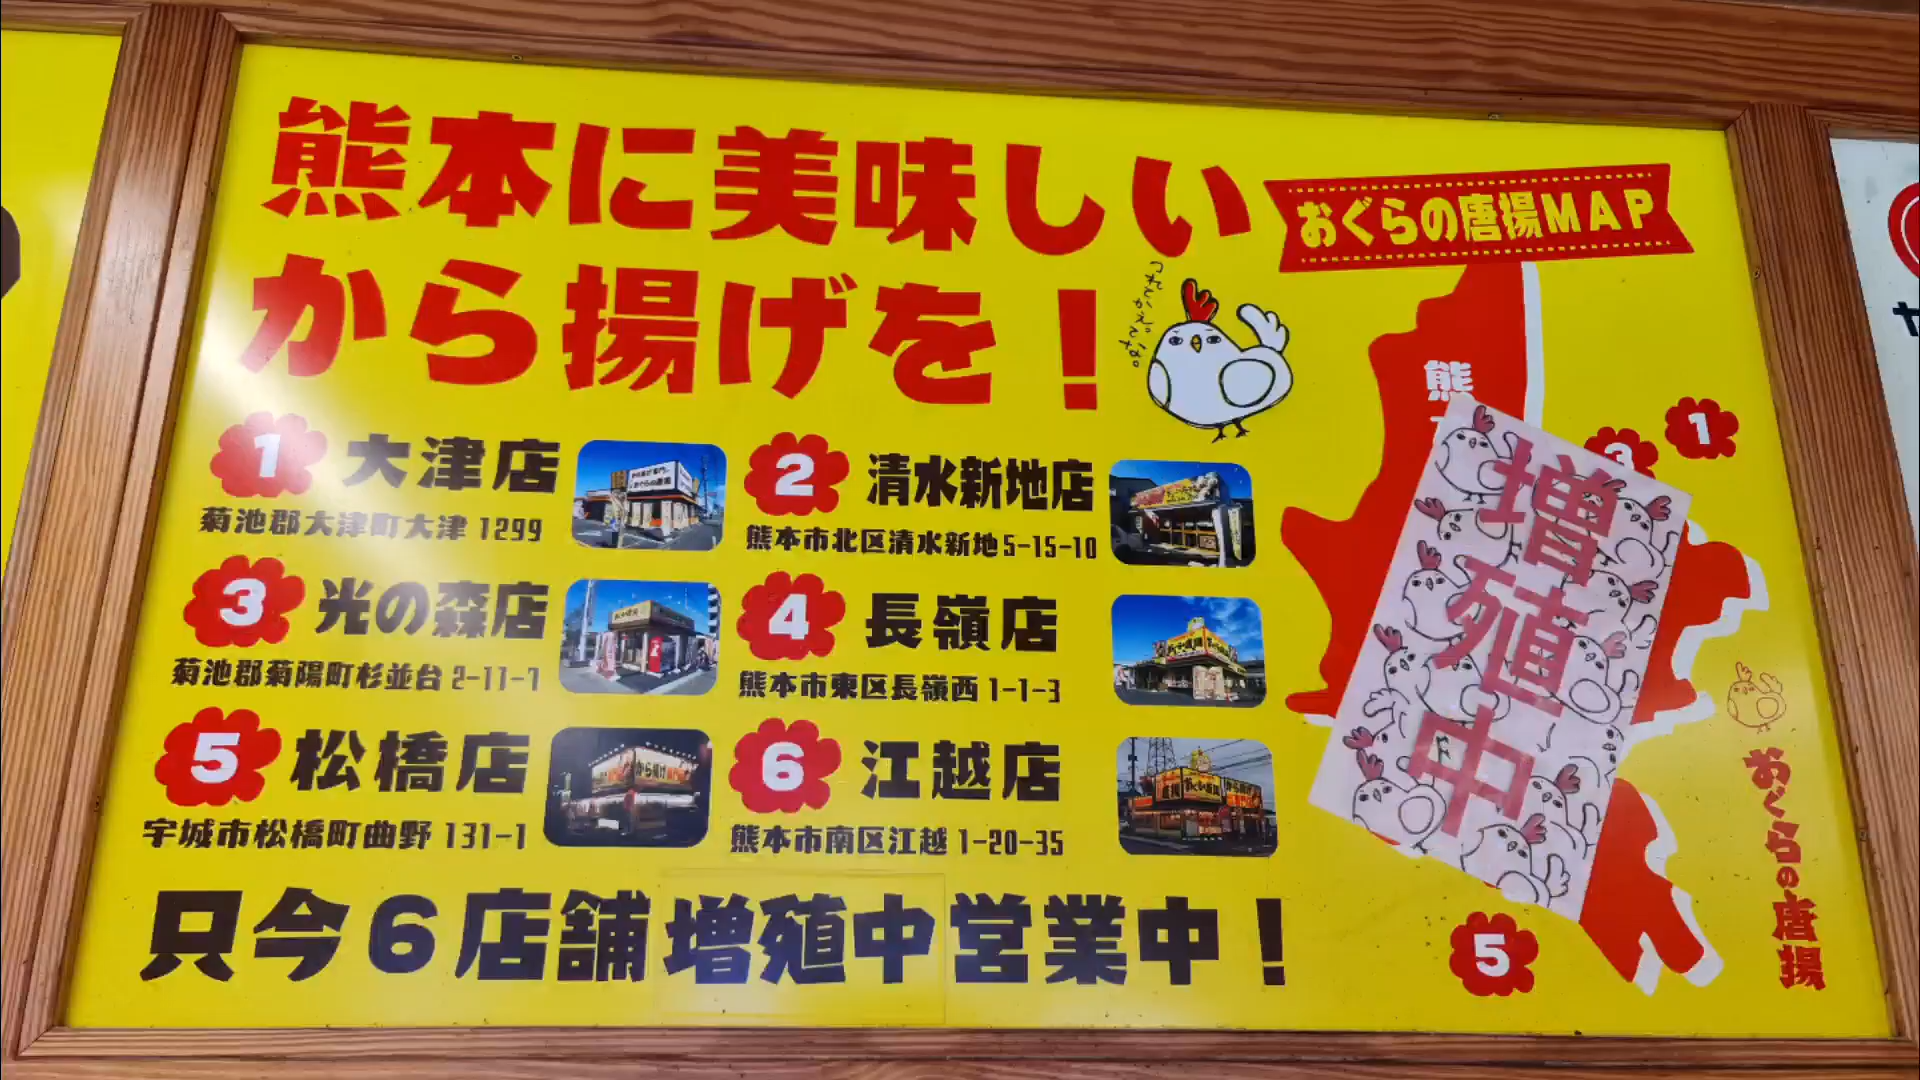 熊本に美味しい
から揚げを!
おぐらの唐揚MAP
1 大津店
菊池郡大津町大津 1299
2 清水新地店
熊本市北区清水新地 5-15-10
3 光の森店
菊池郡菊陽町杉並台 2-11-7
4 長嶺店
熊本市東区長嶺西 1-1-3
5 松橋店
宇城市松橋町曲野 131-1
6 江越店
熊本市南区江越 1-20-35
只今6店舗増殖中営業中!
熊
1
3
増殖中
5
おぐらの唐揚